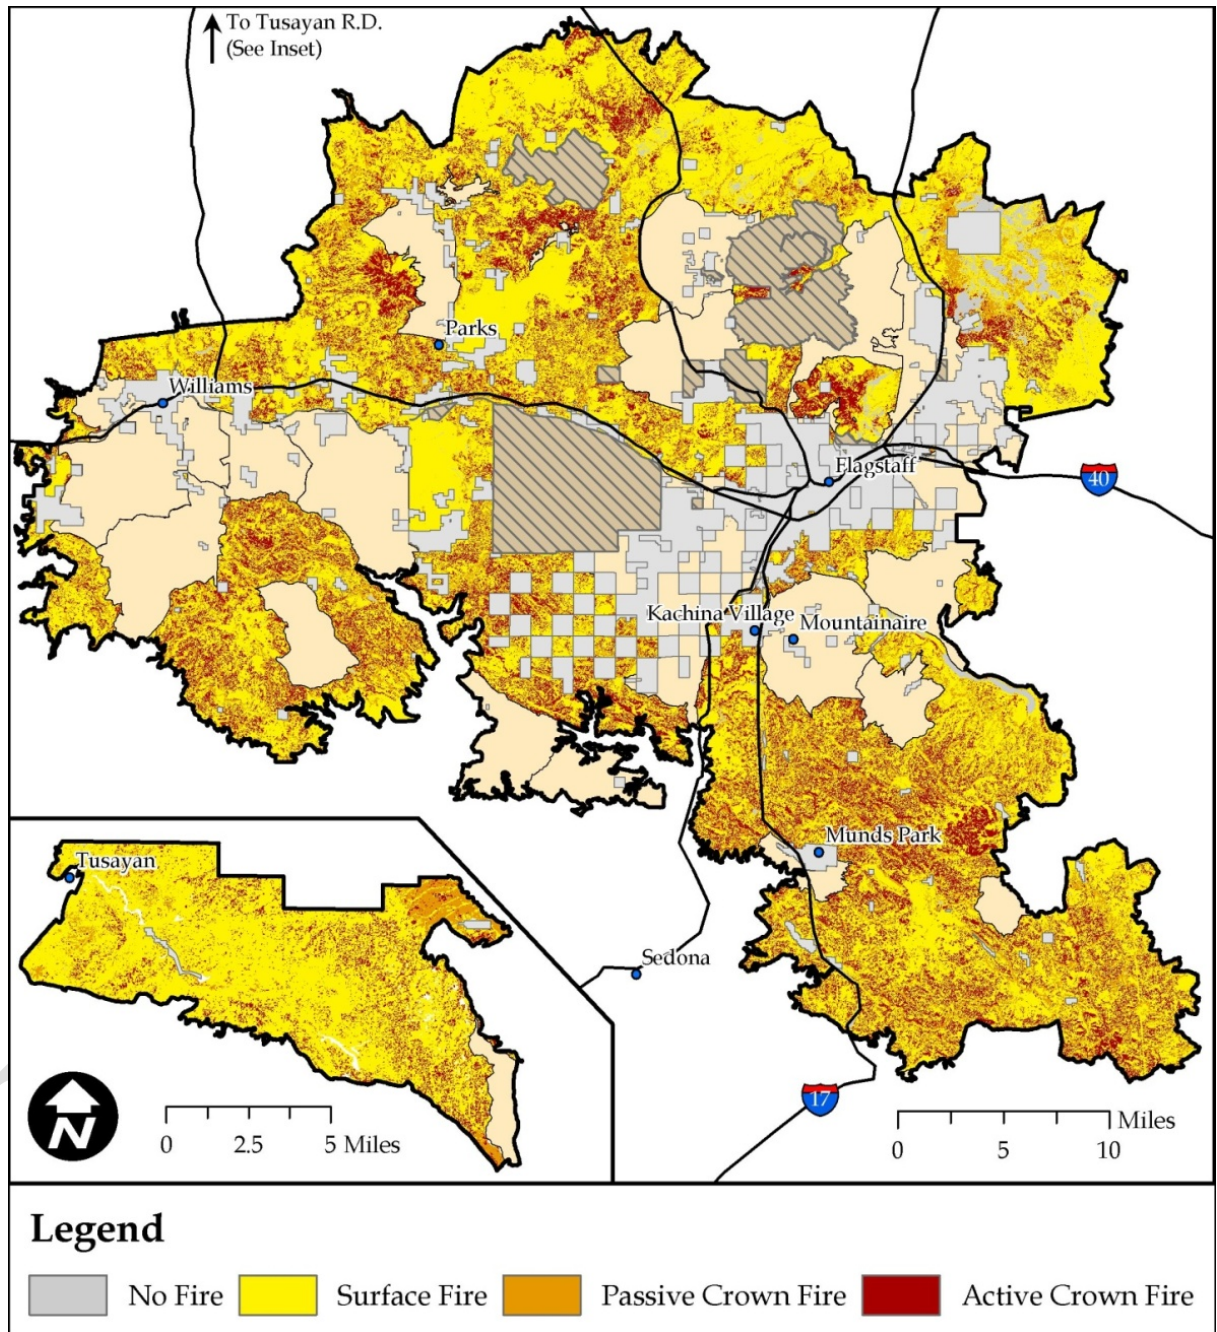 To Tusayan R.D.
(See Inset)
Parks
Williams
Flagstaff
40
Kachina Village
Mountainaire
Munds Park
Tusayan
Sedona
17
N
0 2.5 5 Miles
Miles
0 5 10
Legend
No Fire Surface Fire Passive Crown Fire Active Crown Fire